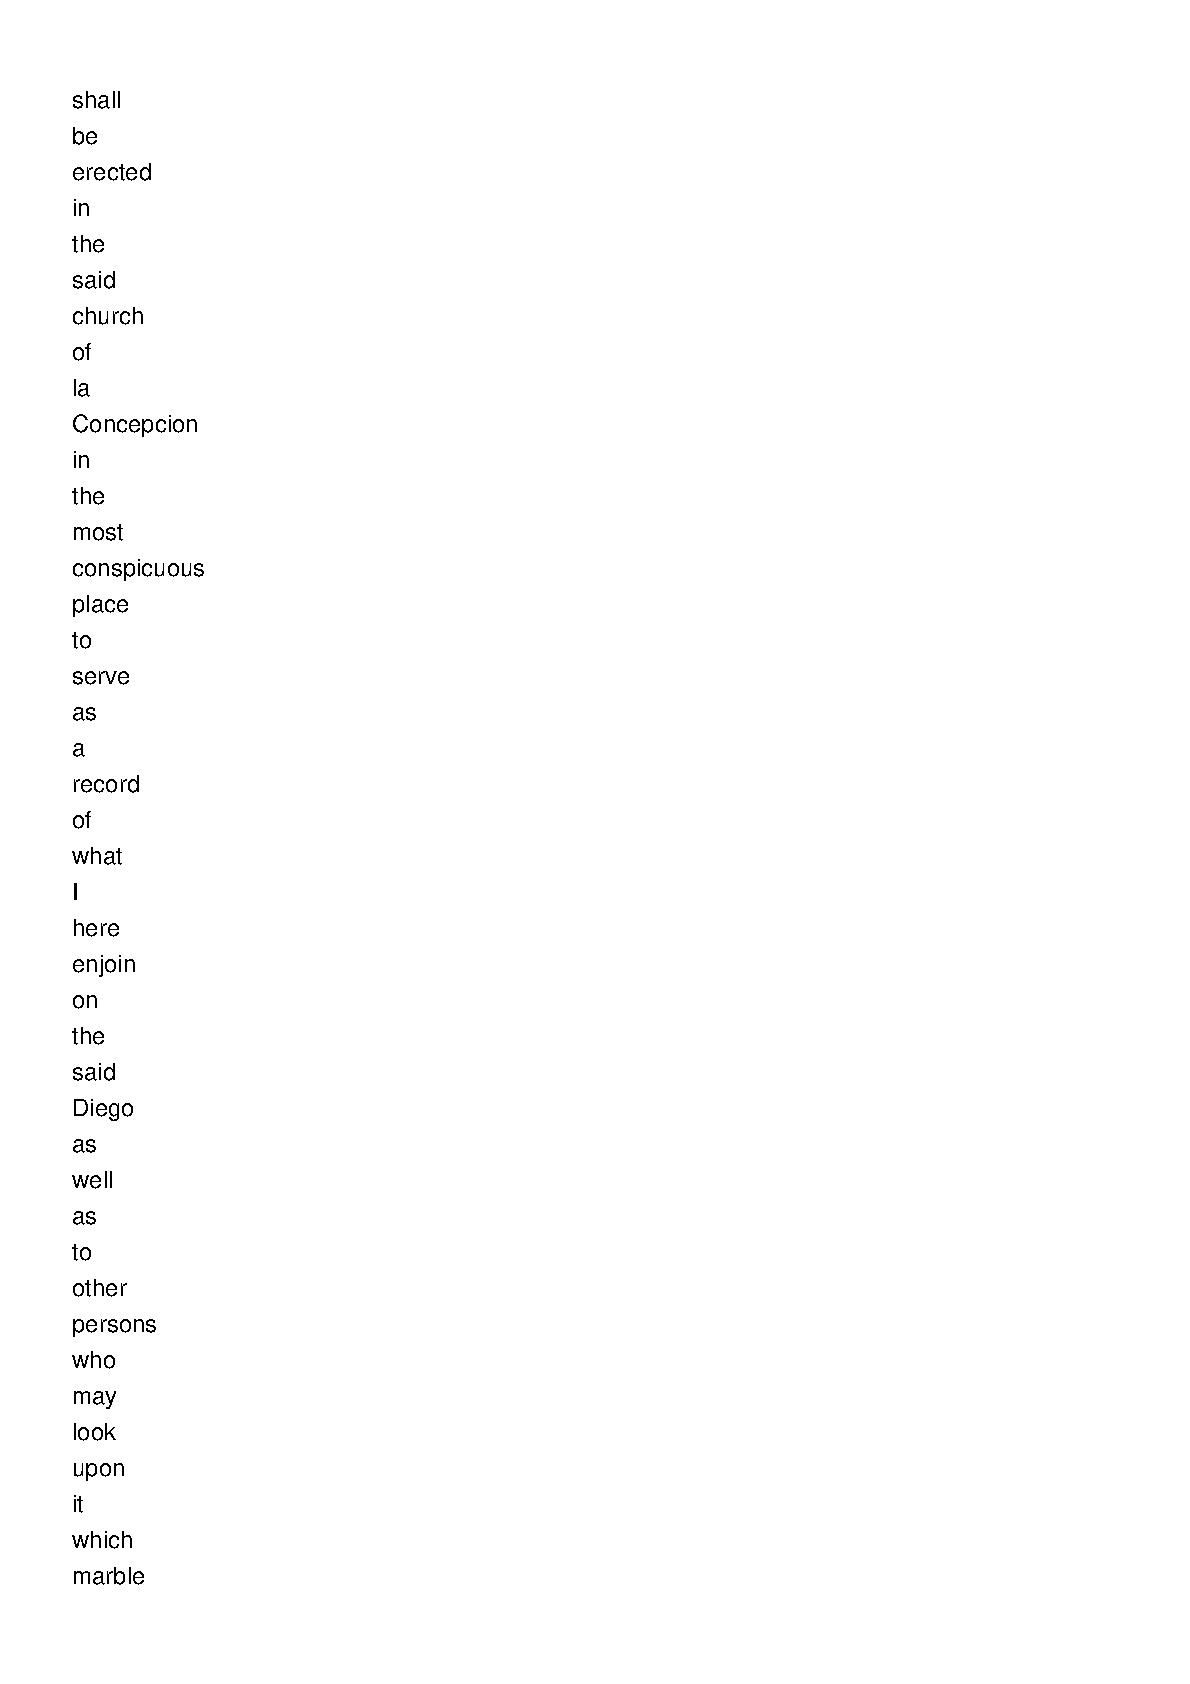 shall
be
erected
in
the
said
church
of
la
Concepcion
in
the
most
conspicuous
place
to
serve
as
a
record
of
what
I
here
enjoin
on
the
said
Diego
as
well
as
to
other
persons
who
may
look
upon
it
which
marble